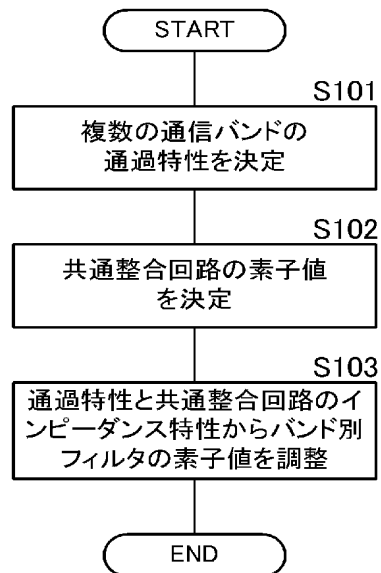 START
S101
複数の通信バンドの
通過特性を決定
S102
共通整合回路の素子値
を決定
S103
通過特性と共通整合回路のイ
ンピーダンス特性からバンド別
フィルタの素子値を調整
END